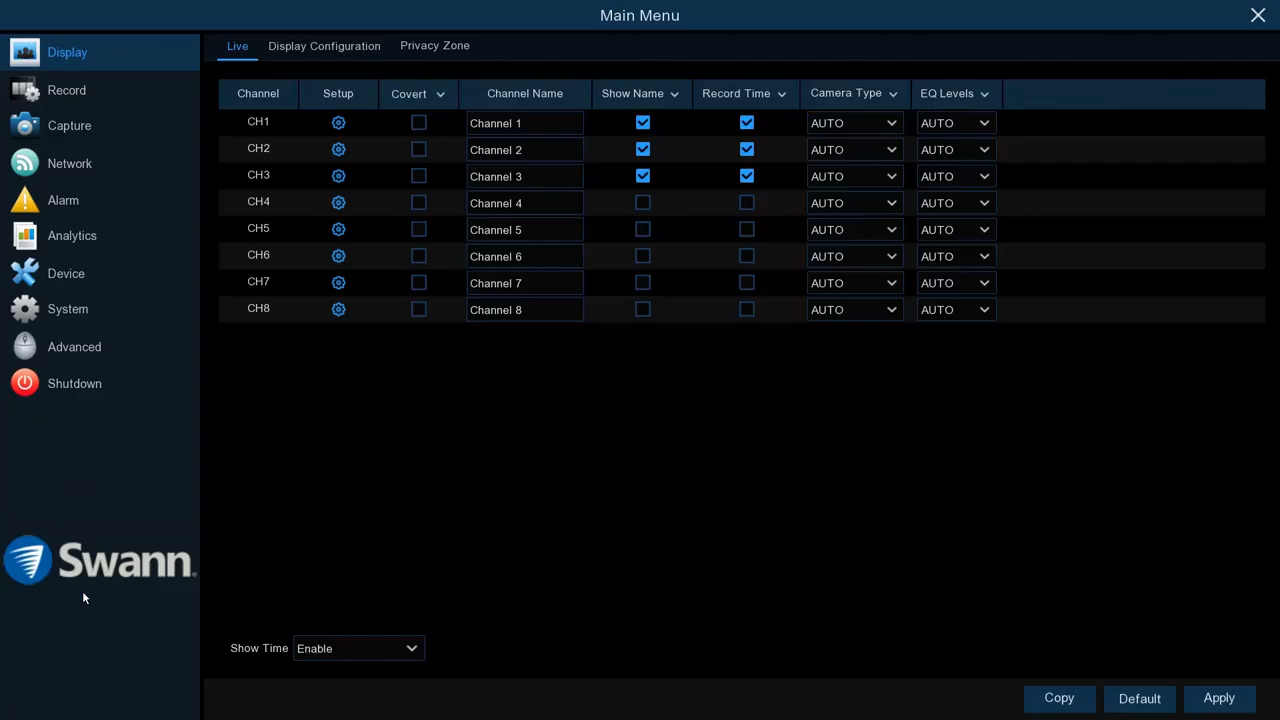 Main Menu
Display
Record
Capture
Network
Alarm
Analytics
Device
System
Advanced
Shutdown
Swann
Live Display Configuration Privacy Zone
Channel Setup Covert Channel Name Show Name Record Time Camera Type EQ Levels
CH1 Channel 1 AUTO AUTO
CH2 Channel 2 AUTO AUTO
CH3 Channel 3 AUTO AUTO
CH4 Channel 4 AUTO AUTO
CH5 Channel 5 AUTO AUTO
CH6 Channel 6 AUTO AUTO
CH7 Channel 7 AUTO AUTO
CH8 Channel 8 AUTO AUTO
Show Time Enable
Copy Default Apply